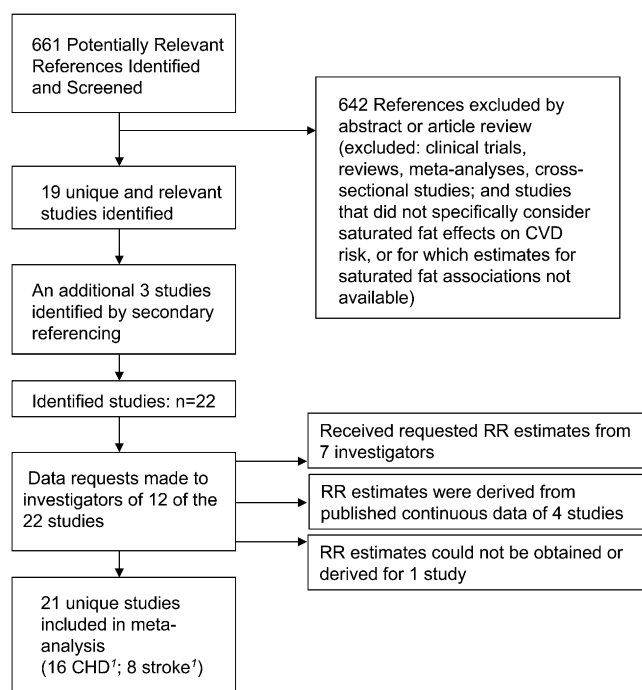 661 Potentially Relevant
References Identified
and Screened
642 References excluded by
abstract or article review
(excluded: clinical trials,
reviews, meta-analyses, cross-
sectional studies; and studies
that did not specifically consider
saturated fat effects on CVD
risk, or for which estimates for
saturated fat associations not
available)
19 unique and relevant
studies identified
An additional 3 studies
identified by secondary
referencing
Identified studies: n=22
Data requests made to
investigators of 12 of the
22 studies
Received requested RR estimates from
7 investigators
RR estimates were derived from
published continuous data of 4 studies
RR estimates could not be obtained or
derived for 1 study
21 unique studies
included in meta-
analysis
(16 CHD¹; 8 stroke¹)